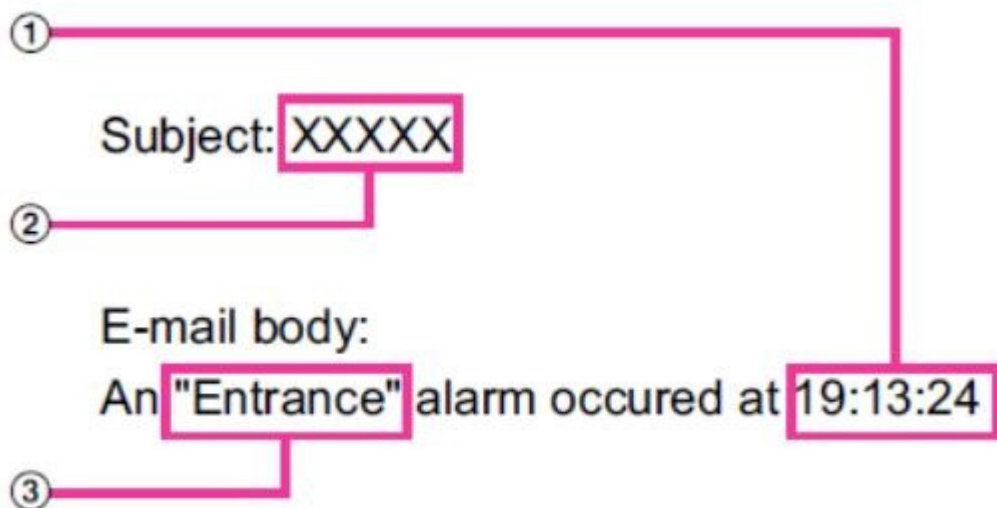 ①
Subject: XXXXX
②
E-mail body:
An "Entrance" alarm occured at 19:13:24
③